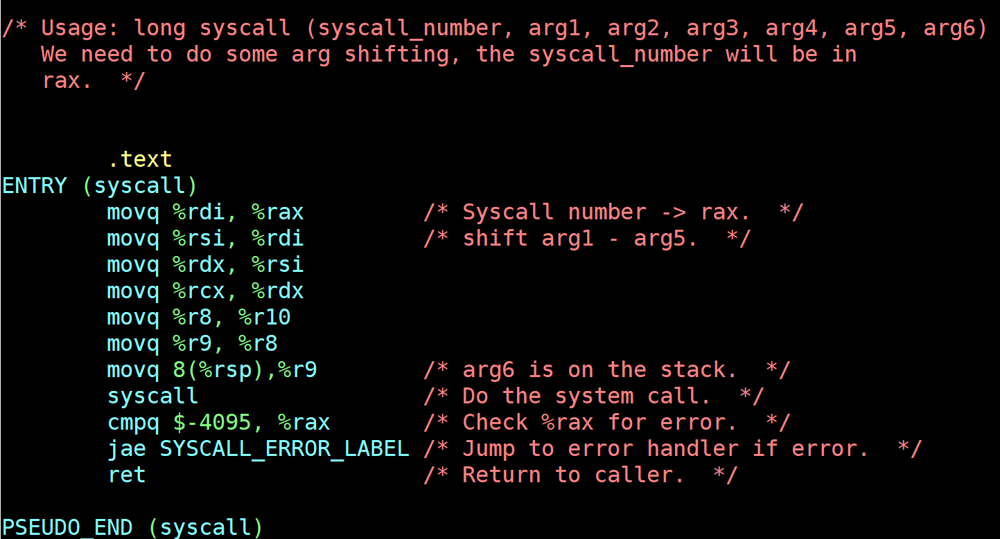 /* Usage: long syscall (syscall_number, arg1, arg2, arg3, arg4, arg5, arg6)
   We need to do some arg shifting, the syscall_number will be in
   rax.  */
        .text
ENTRY (syscall)
        movq %rdi, %rax         /* Syscall number -> rax.  */
        movq %rsi, %rdi         /* shift arg1 - arg5.  */
        movq %rdx, %rsi
        movq %rcx, %rdx
        movq %r8, %r10
        movq %r9, %r8
        movq 8(%rsp),%r9        /* arg6 is on the stack.  */
        syscall                 /* Do the system call.  */
        cmpq $-4095, %rax       /* Check %rax for error.  */
        jae SYSCALL_ERROR_LABEL /* Jump to error handler if error.  */
        ret                     /* Return to caller.  */
PSEUDO_END (syscall)